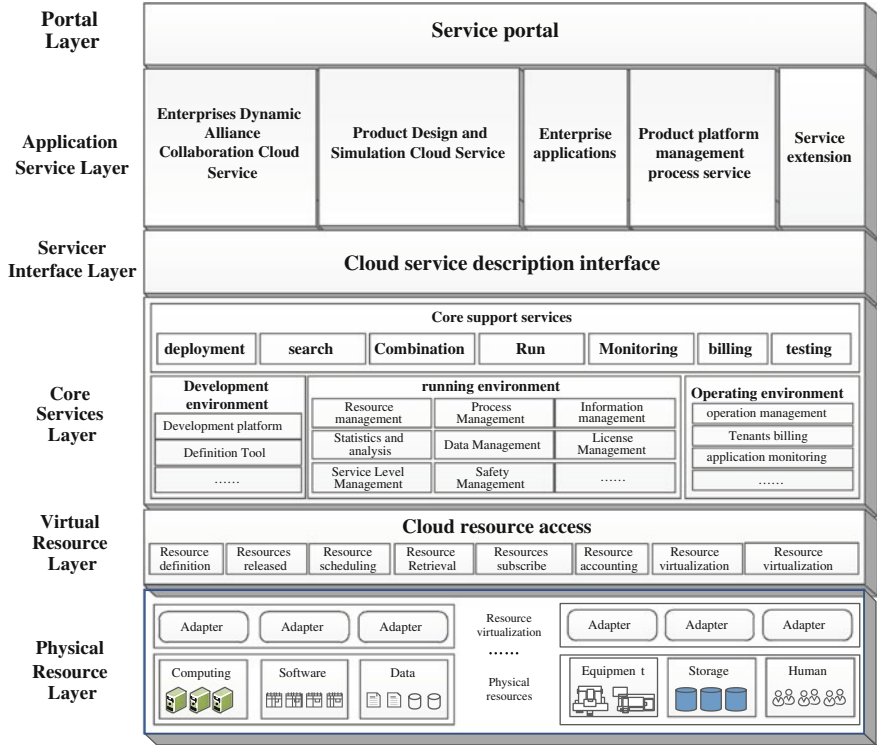 Portal
Layer
Service portal
Application
Service Layer
Enterprises Dynamic
Alliance
Collaboration Cloud
Service
Product Design and
Simulation Cloud Service
Enterprise
applications
Product platform
management
process service
Service
extension
Servicer
Interface Layer
Cloud service description interface
Core
Services
Layer
Core support services
deployment
search
Combination
Run
Monitoring
billing
testing
Development
environment
Development platform
Definition Tool
……
running environment
Resource
management
Process
Management
Information
management
Statistics and
analysis
Data Management
License
Management
Service Level
Management
Safety
Management
……
Operating environment
operation management
Tenants billing
application monitoring
……
Virtual
Resource
Layer
Cloud resource access
Resource
definition
Resources
released
Resource
scheduling
Resource
Retrieval
Resources
subscribe
Resource
accounting
Resource
virtualization
Resource
virtualization
Physical
Resource
Layer
Adapter
Adapter
Adapter
Resource
virtualization
……
Adapter
Adapter
Adapter
Computing
Software
Data
Physical
resources
Equipmen t
Storage
Human